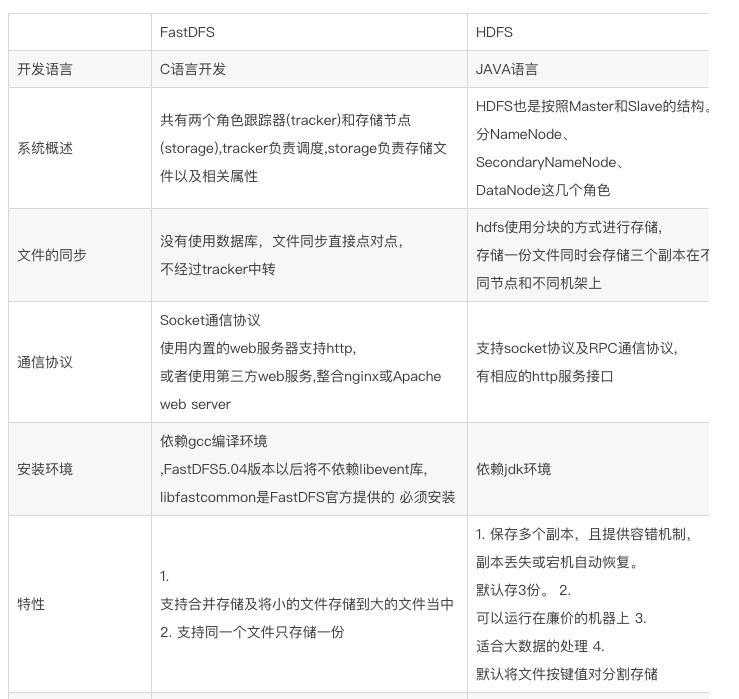 FastDFS
HDFS
开发语言
C语言开发
JAVA语言
系统概述
共有两个角色跟踪器(tracker)和存储节点
(storage),tracker负责调度,storage负责存储文
件以及相关属性
HDFS也是按照Master和Slave的结构。
分NameNode、
SecondaryNameNode、
DataNode这几个角色
文件的同步
没有使用数据库，文件同步直接点对点，
不经过tracker中转
hdfs使用分块的方式进行存储，
存储一份文件同时会存储三个副本在不
同节点和不同机架上
通信协议
Socket通信协议
使用内置的web服务器支持http,
或者使用第三方web服务,整合nginx或Apache
web server
支持socket协议及RPC通信协议，
有相应的http服务接口
安装环境
依赖gcc编译环境
,FastDFS5.04版本以后将不依赖libevent库，
libfastcommon是FastDFS官方提供的 必须安装
依赖jdk环境
特性
1.
支持合并存储及将小的文件存储到大的文件当中
2. 支持同一个文件只存储一份
1. 保存多个副本，且提供容错机制，
副本丢失或宕机自动恢复。
默认存3份。 2.
可以运行在廉价的机器上 3.
适合大数据的处理 4.
默认将文件按键值对分割存储